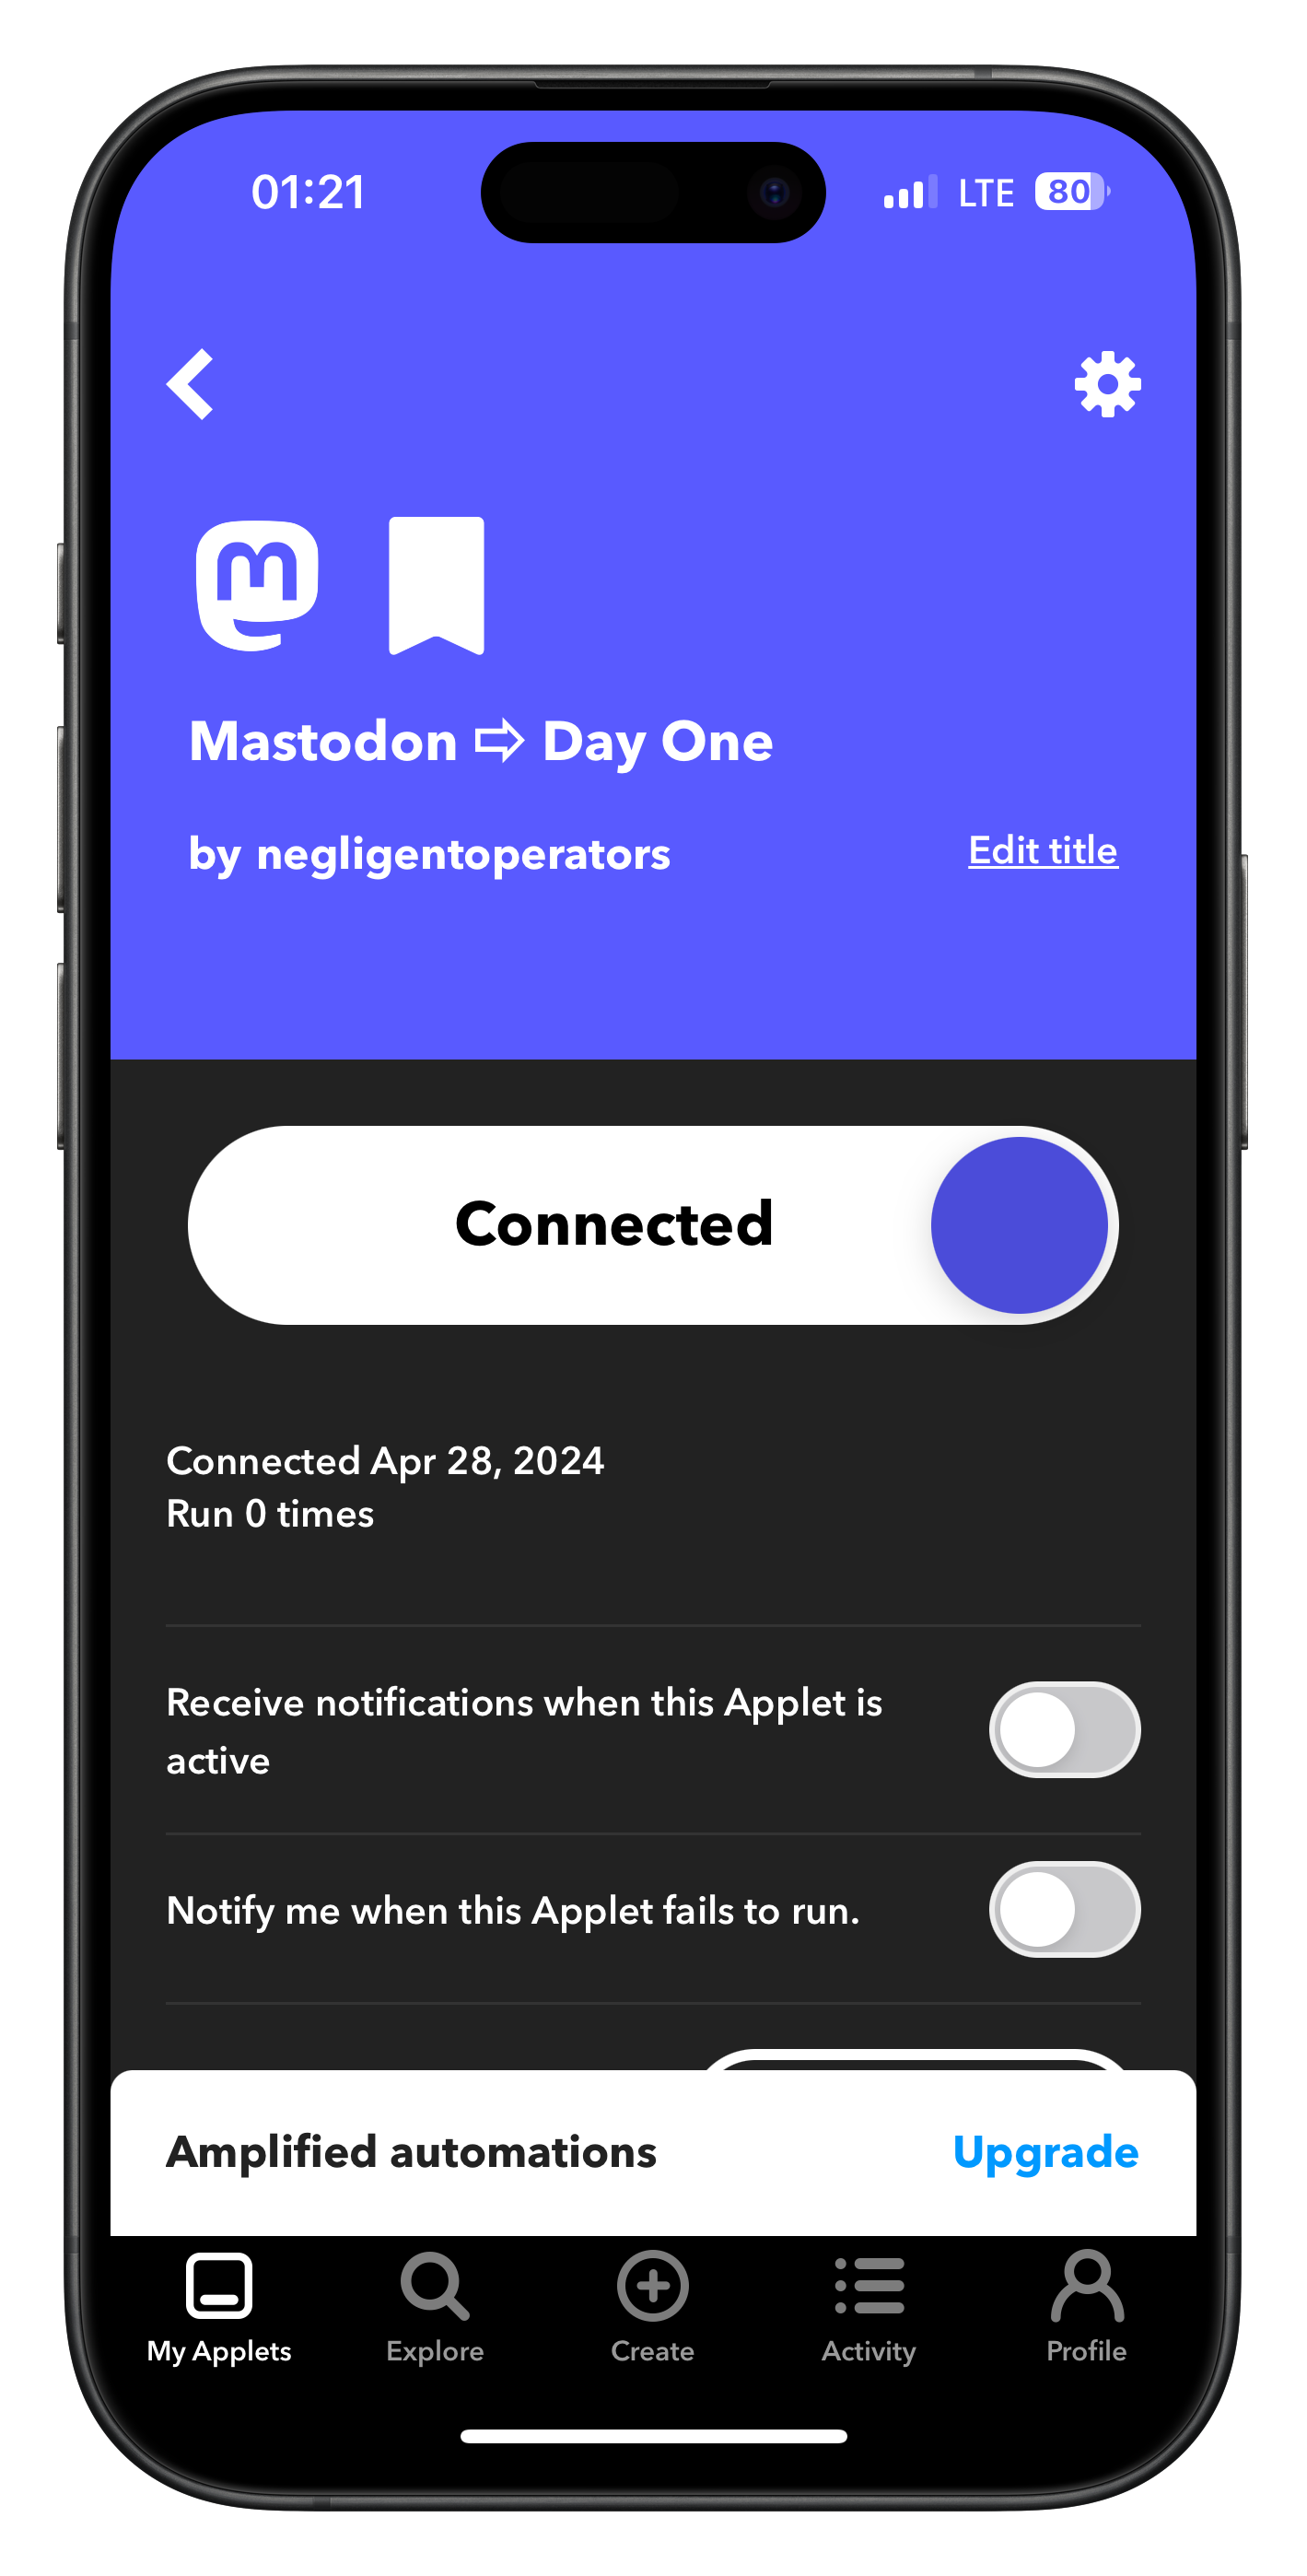 01:21
LTE
80
Mastodon ⇨ Day One
by negligentoperators
Edit title
Connected
Connected Apr 28, 2024
Run 0 times
Receive notifications when this Applet is
active
Notify me when this Applet fails to run.
Amplified automations
Upgrade
My Applets
Explore
Create
Activity
Profile